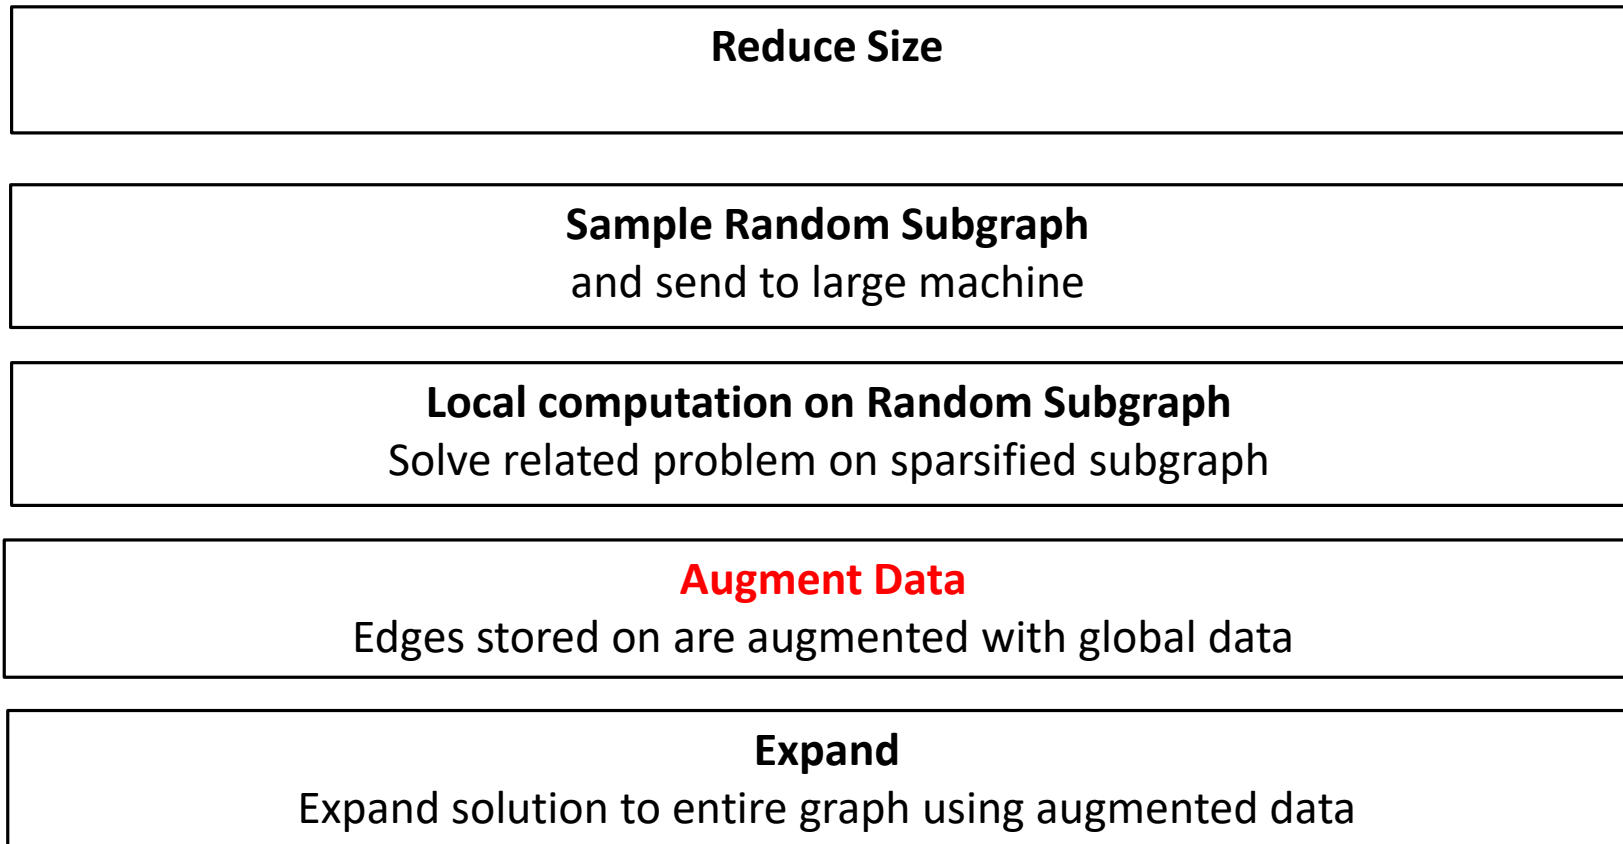 Reduce Size
Sample Random Subgraph
and send to large machine
Local computation on Random Subgraph
Solve related problem on sparsified subgraph
Augment Data
Edges stored on are augmented with global data
Expand
Expand solution to entire graph using augmented data